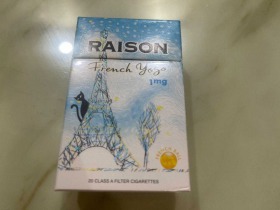 RAISON
French Yogo
1mg
20 CLASS A FILTER CIGARETTES